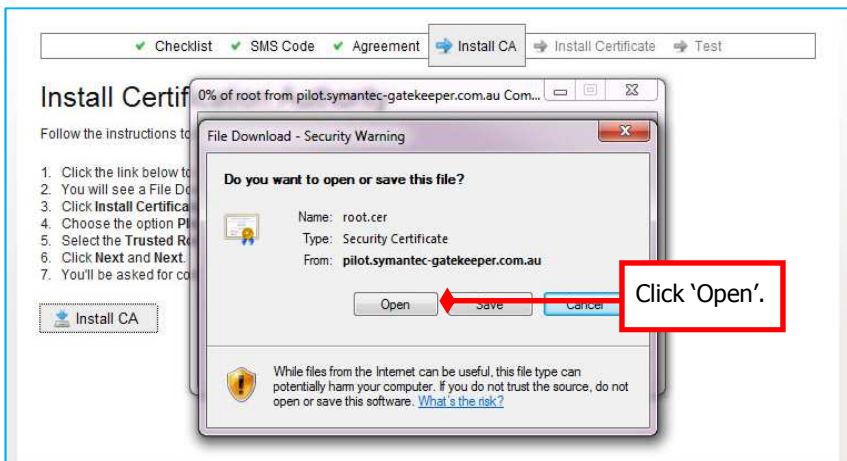 Checklist SMS Code Agreement Install CA Install Certificate Test
Install Certif
0% of root from pilot.symantec-gatekeeper.com.au Com...
Follow the instructions to
File Download - Security Warning
1. Click the link below to
2. You will see a File Do
3. Click Install Certifica
4. Choose the option Pl
5. Select the Trusted Ro
6. Click Next and Next.
7. You'll be asked for co
Install CA
Do you want to open or save this file?
Name: root.cer
Type: Security Certificate
From: pilot.symantec-gatekeeper.com.au
Open Save Cancel
Click ‘Open’.
While files from the Internet can be useful, this file type can
potentially harm your computer. If you do not trust the source, do not
open or save this software. What's the risk?